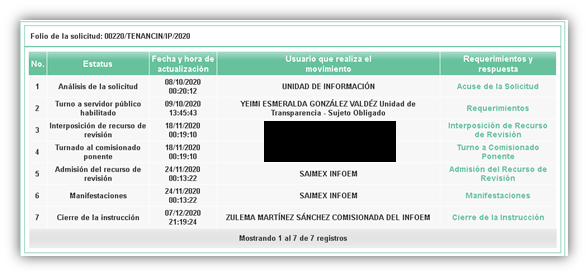 Folio de la solicitud: 00220/TENANCIN/IP/2020
No. Estatus Fecha y hora de actualización Usuario que realiza el movimiento Requerimientos y respuesta
1 Análisis de la solicitud 08/10/2020 00:20:12 UNIDAD DE INFORMACIÓN Acuse de la Solicitud
2 Turno a servidor público habilitado 09/10/2020 13:45:43 YEIMI ESMERALDA GONZÁLEZ VALDÉZ Unidad de Transparencia - Sujeto Obligado Requerimientos
3 Interposición de recurso de revisión 18/11/2020 00:19:10 Interposición de Recurso de Revisión
4 Turnado al comisionado ponente 18/11/2020 00:19:10 Turno a Comisionado Ponente
5 Admisión del recurso de revisión 24/11/2020 00:13:22 SAIMEX INFOEM Admisión del Recurso de Revisión
6 Manifestaciones 24/11/2020 00:13:22 SAIMEX INFOEM Manifestaciones
7 Cierre de la instrucción 07/12/2020 21:19:24 ZULEMA MARTÍNEZ SÁNCHEZ COMISIONADA DEL INFOEM Cierre de la Instrucción
Mostrando 1 al 7 de 7 registros